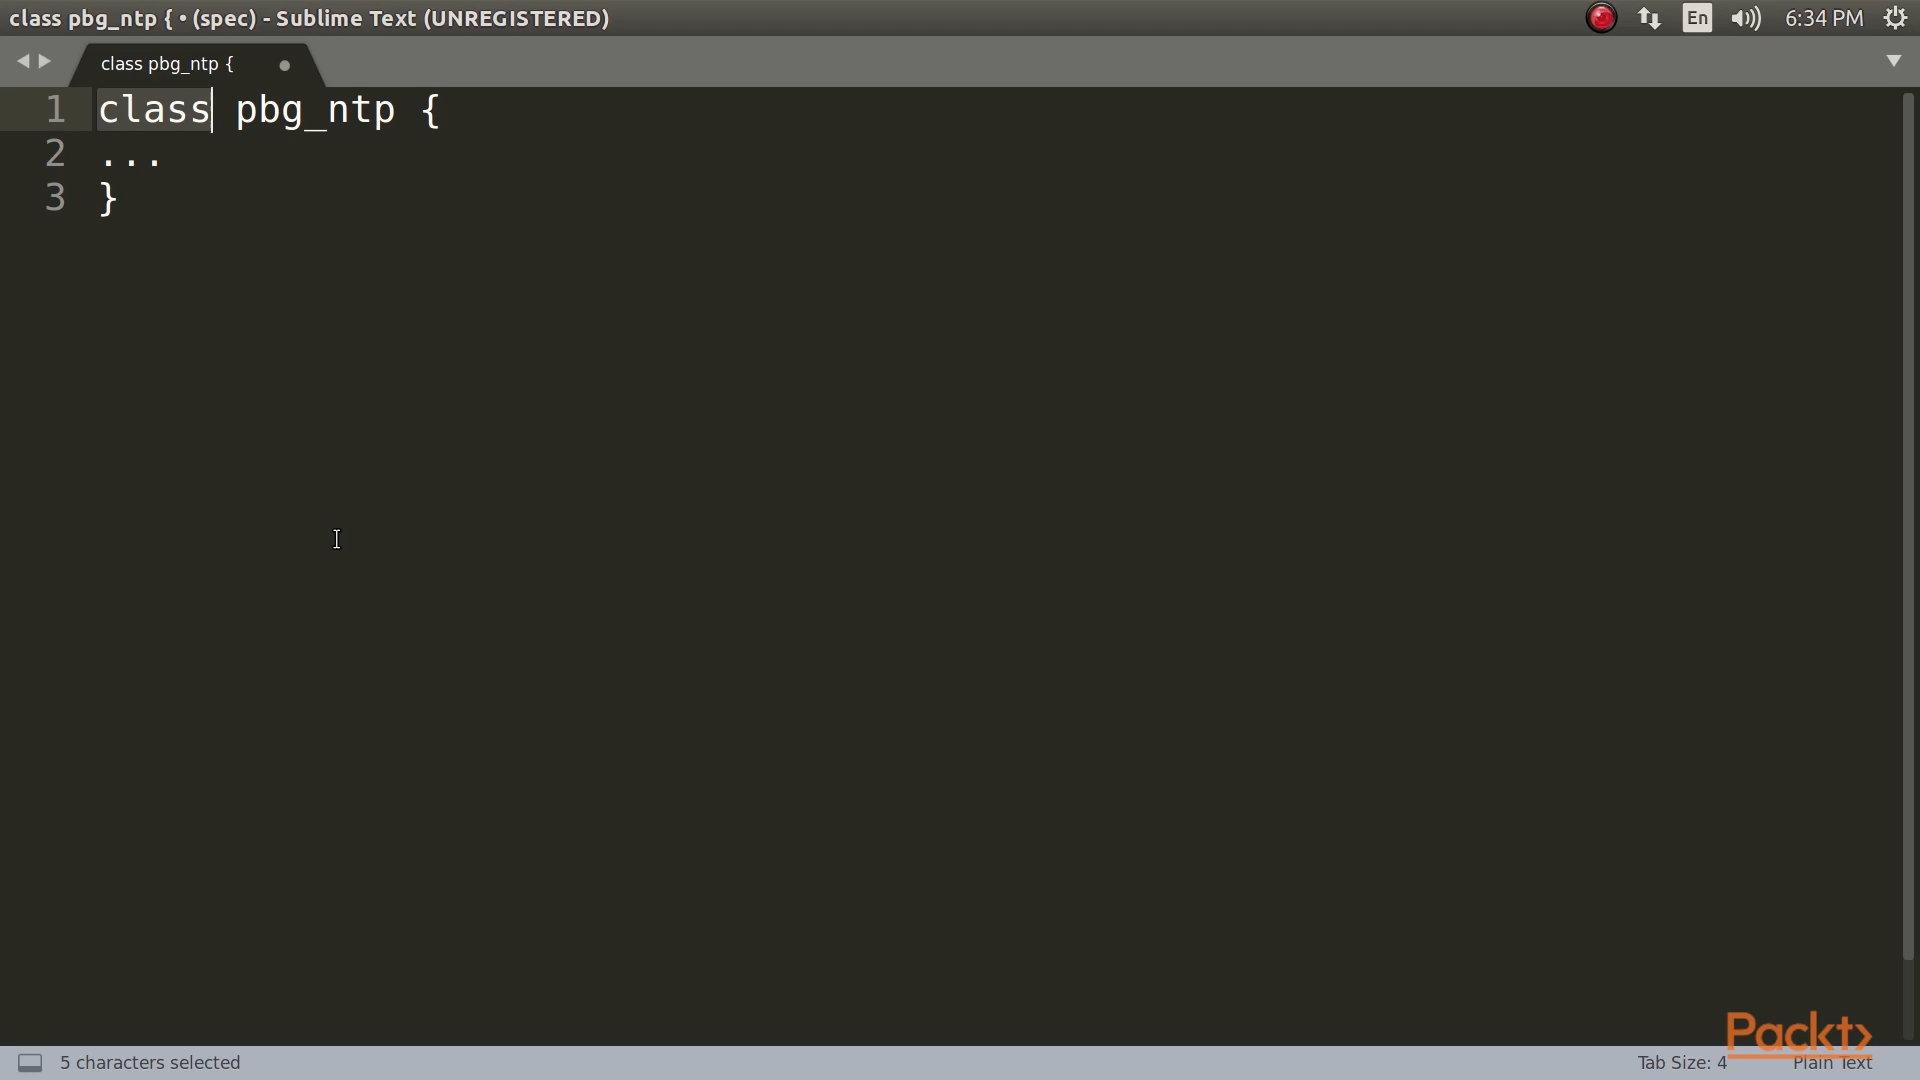 class pbg_ntp { • (spec) - Sublime Text (UNREGISTERED)
En
6:34 PM
class pbg_ntp {
1 class pbg_ntp {
2 ...
3 }
Packt>
5 characters selected
Tab Size: 4
Plain Text